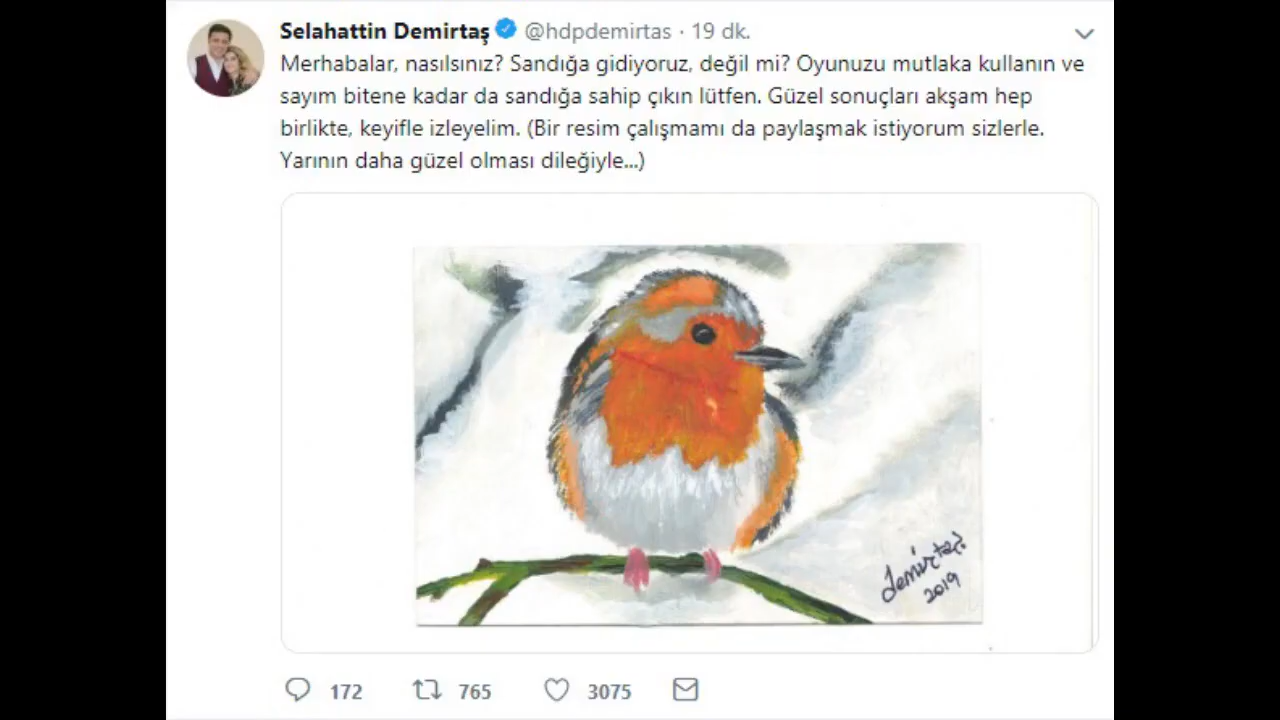 Selahattin Demirtaş @hdpdemirtas · 19 dk.
Merhabalar, nasılsınız? Sandığa gidiyoruz, değil mi? Oyunuzu mutlaka kullanın ve
sayım bitene kadar da sandığa sahip çıkın lütfen. Güzel sonuçları akşam hep
birlikte, keyifle izleyelim. (Bir resim çalışmamı da paylaşmak istiyorum sizlerle.
Yarının daha güzel olması dileğiyle...)
Demirtaş
2019
172 765 3075